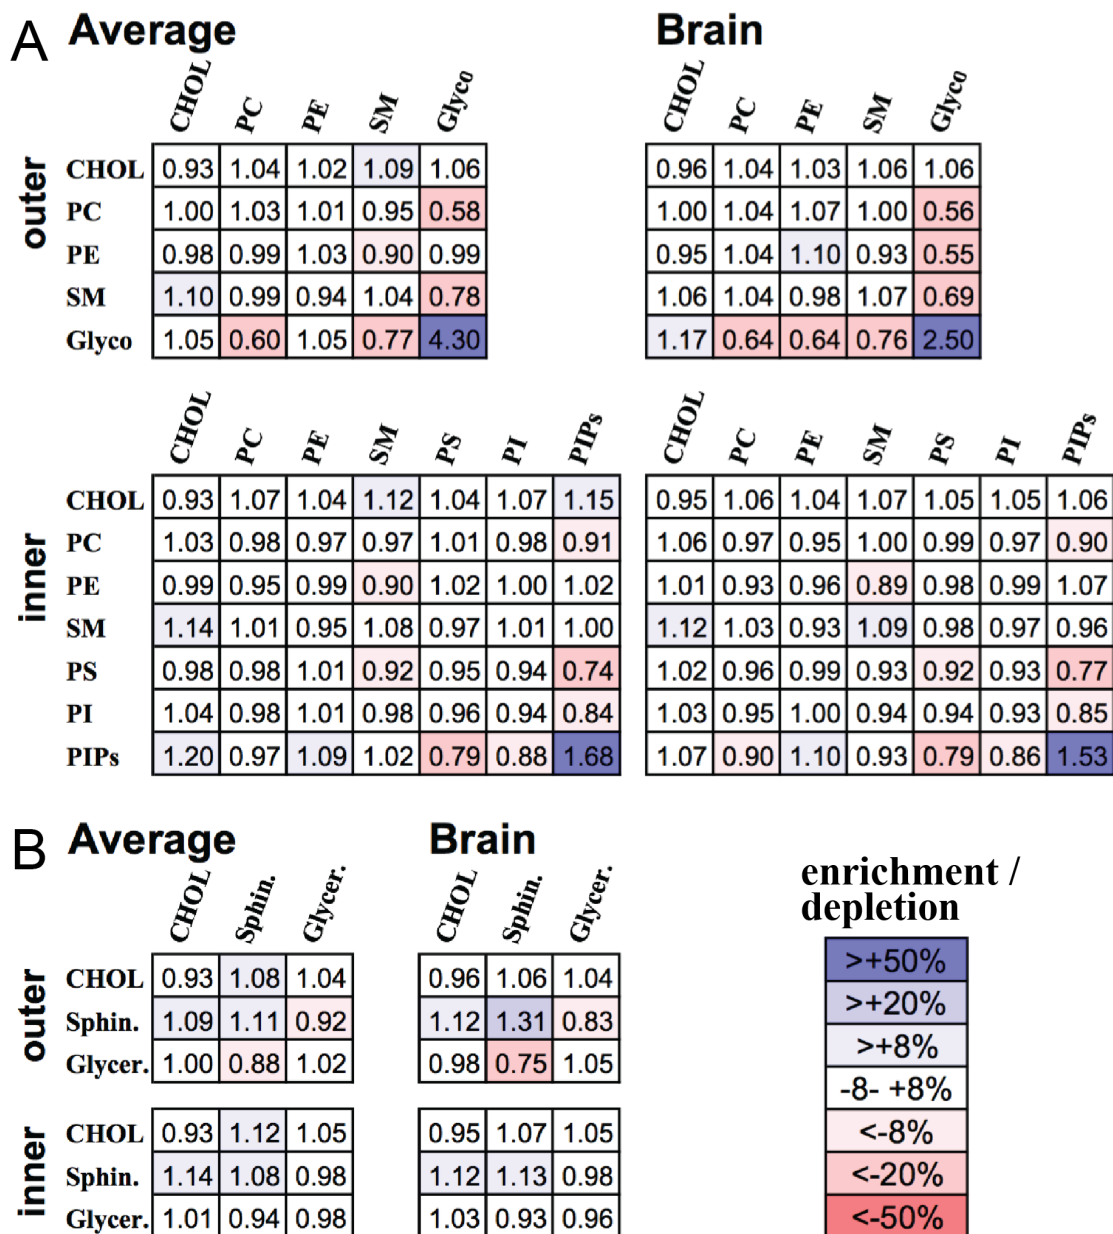 A Average Brain
CHOL PC PE SM Glyco CHOL PC PE SM Glyco
outer
CHOL 0.93 1.04 1.02 1.09 1.06 0.96 1.04 1.03 1.06 1.06
PC 1.00 1.03 1.01 0.95 0.58 1.00 1.04 1.07 1.00 0.56
PE 0.98 0.99 1.03 0.90 0.99 0.95 1.04 1.10 0.93 0.55
SM 1.10 0.99 0.94 1.04 0.78 1.06 1.04 0.98 1.07 0.69
Glyco 1.05 0.60 1.05 0.77 4.30 1.17 0.64 0.64 0.76 2.50
CHOL PC PE SM PS PI PIPs CHOL PC PE SM PS PI PIPs
inner
CHOL 0.93 1.07 1.04 1.12 1.04 1.07 1.15 0.95 1.06 1.04 1.07 1.05 1.05 1.06
PC 1.03 0.98 0.97 0.97 1.01 0.98 0.91 1.06 0.97 0.95 1.00 0.99 0.97 0.90
PE 0.99 0.95 0.99 0.90 1.02 1.00 1.02 1.01 0.93 0.96 0.89 0.98 0.99 1.07
SM 1.14 1.01 0.95 1.08 0.97 1.01 1.00 1.12 1.03 0.93 1.09 0.98 0.97 0.96
PS 0.98 0.98 1.01 0.92 0.95 0.94 0.74 1.02 0.96 0.99 0.93 0.92 0.93 0.77
PI 1.04 0.98 1.01 0.98 0.96 0.94 0.84 1.03 0.95 1.00 0.94 0.94 0.93 0.85
PIPs 1.20 0.97 1.09 1.02 0.79 0.88 1.68 1.07 0.90 1.10 0.93 0.79 0.86 1.53
B Average Brain
CHOL Sphin. Glycer. CHOL Sphin. Glycer.
outer
CHOL 0.93 1.08 1.04 0.96 1.06 1.04
Sphin. 1.09 1.11 0.92 1.12 1.31 0.83
Glycer. 1.00 0.88 1.02 0.98 0.75 1.05
inner
CHOL 0.93 1.12 1.05 0.95 1.07 1.05
Sphin. 1.14 1.08 0.98 1.12 1.13 0.98
Glycer. 1.01 0.94 0.98 1.03 0.93 0.96
enrichment /
depletion
>+50%
>+20%
>+8%
-8- +8%
<-8%
<-20%
<-50%